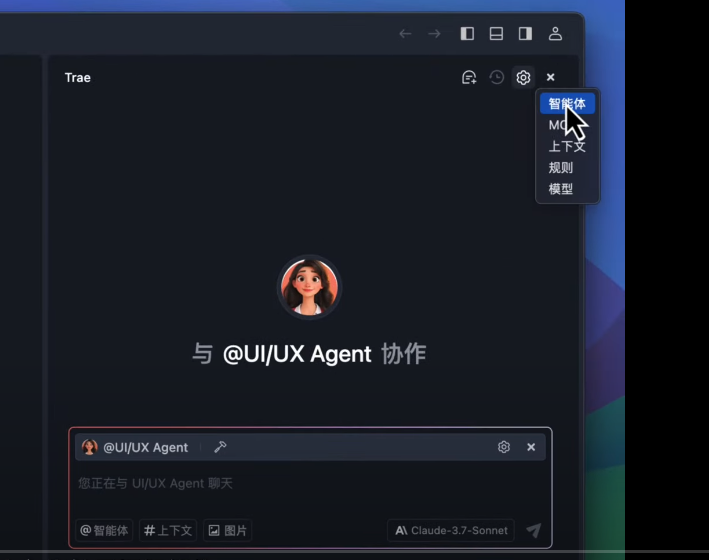 Trae
智能体
上下文
规则
模型
与 @UI/UX Agent 协作
@UI/UX Agent
您正在与 UI/UX Agent 聊天
@智能体 #上下文 图片 A\ Claude-3.7-Sonnet